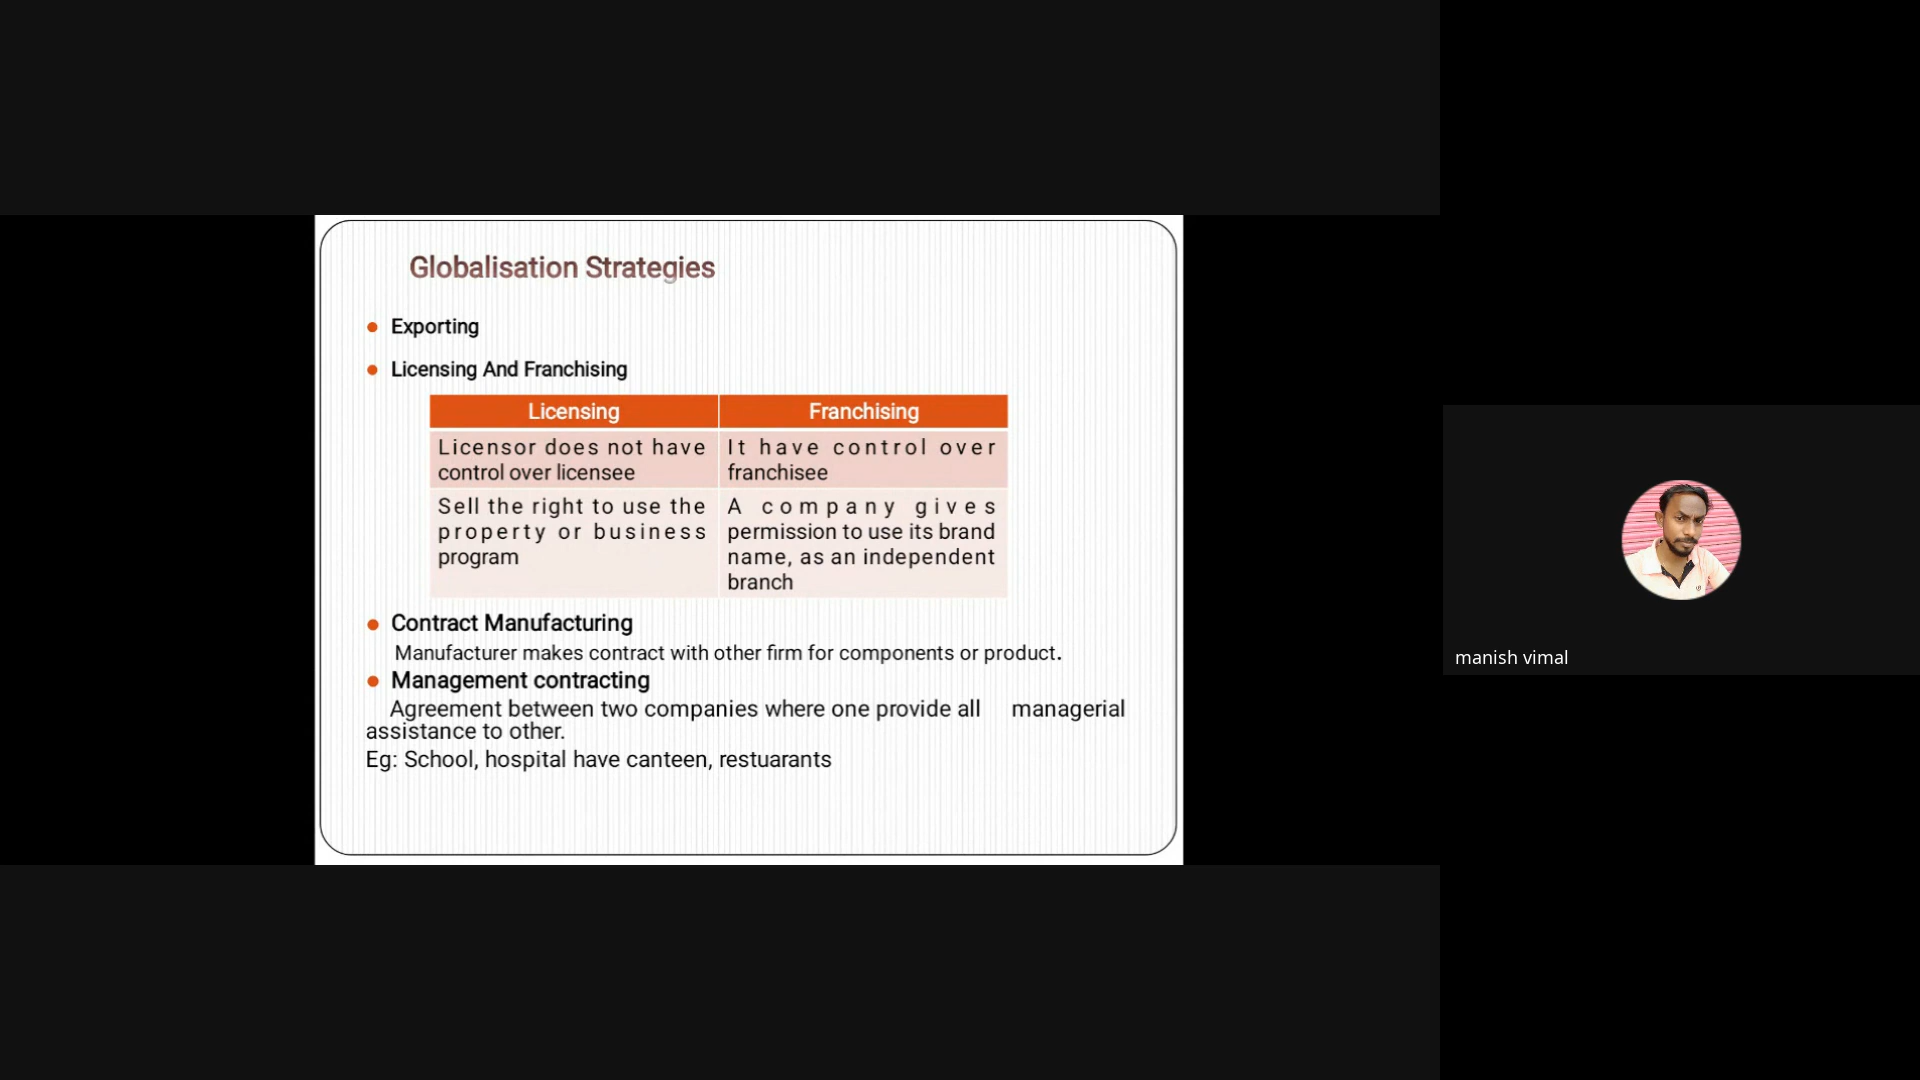 Globalisation Strategies
Exporting
Licensing And Franchising
Licensing Franchising
Licensor does not have
control over licensee
It have control over
franchisee
Sell the right to use the
property or business
program
A company gives
permission to use its brand
name, as an independent
branch
Contract Manufacturing
Manufacturer makes contract with other firm for components or product.
Management contracting
Agreement between two companies where one provide all managerial
assistance to other.
Eg: School, hospital have canteen, restuarants
manish vimal